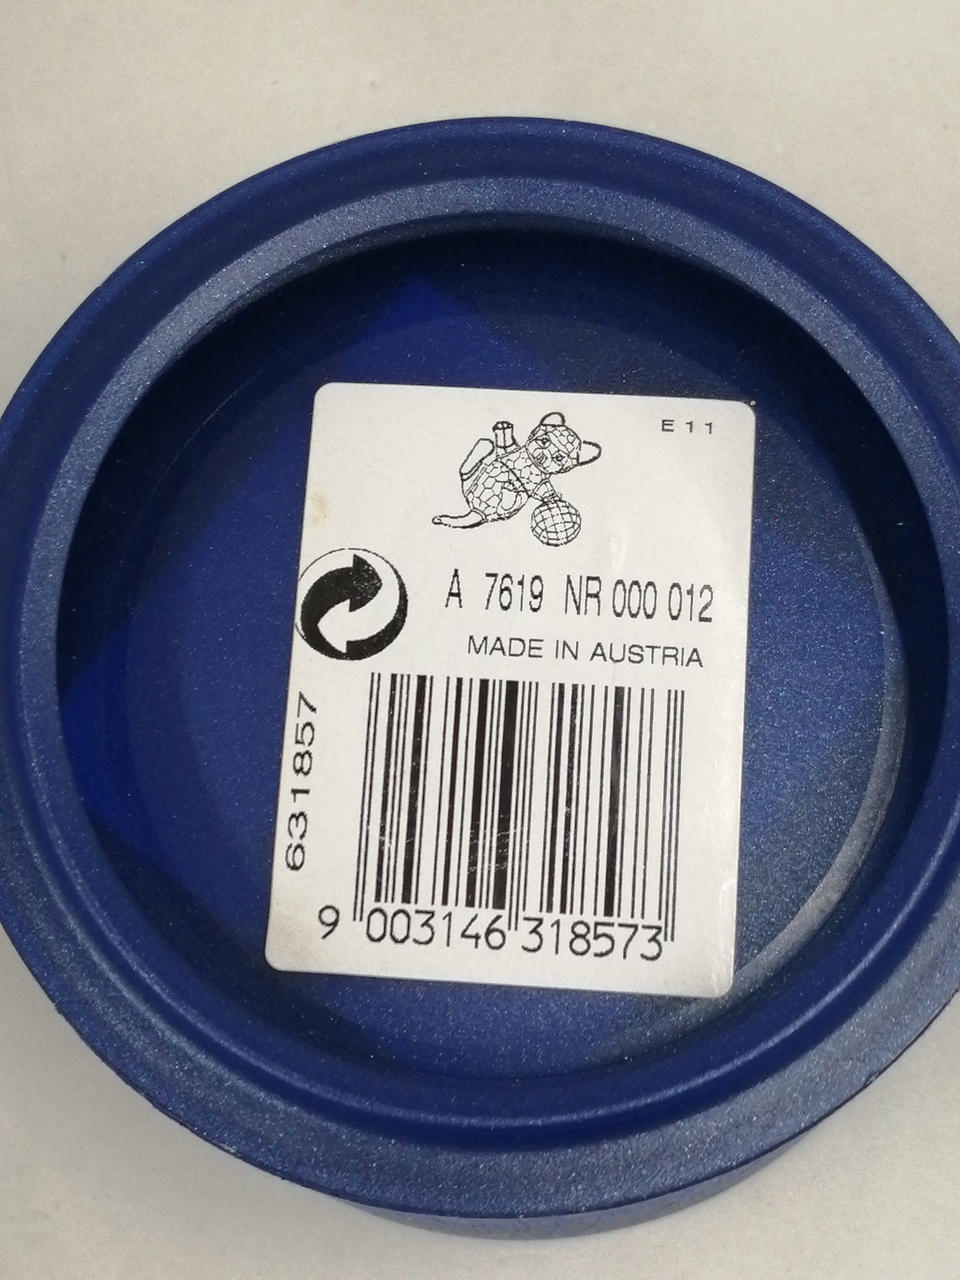 E 11
A 7619 NR 000 012
MADE IN AUSTRIA
631857
9 003146 318573